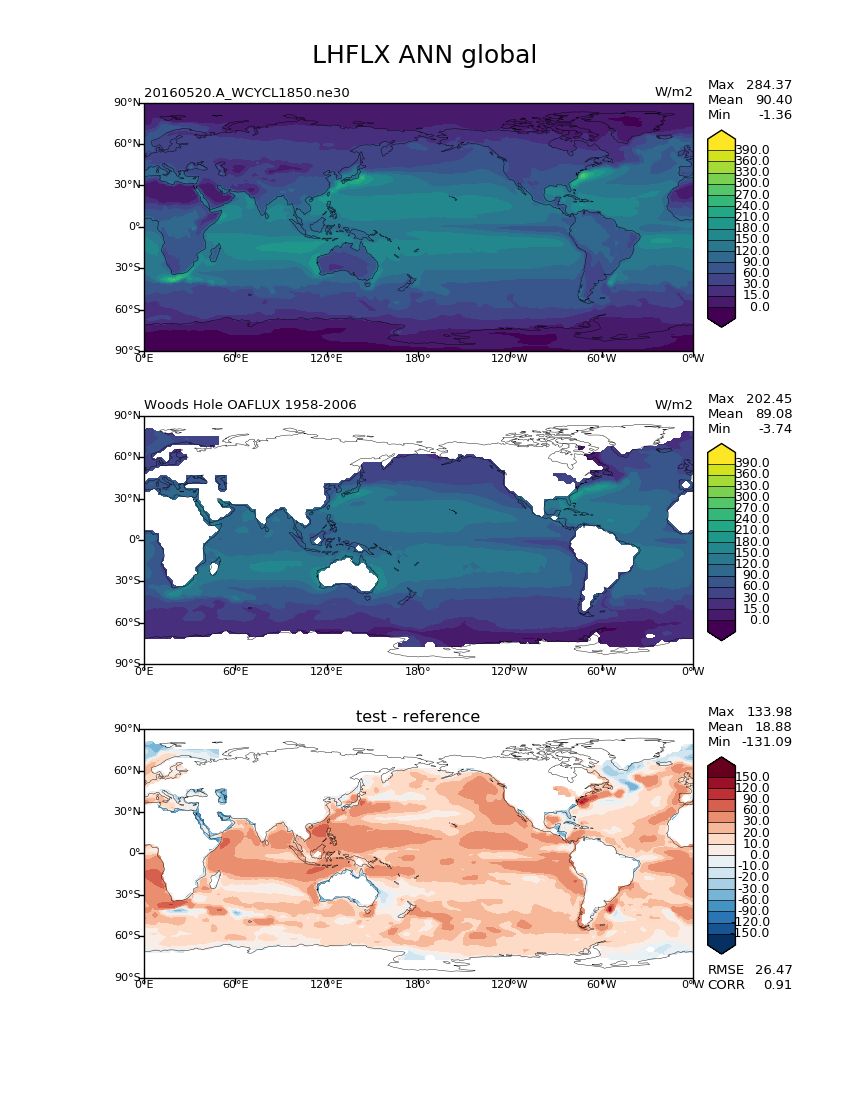 LHFLX ANN global
20160520.A_WCYCL1850.ne30 W/m2
Max 284.37
Mean 90.40
Min -1.36
90°N
60°N
30°N
0°
30°S
60°S
90°S
0°E 60°E 120°E 180° 120°W 60°W 0°W
390.0
360.0
330.0
300.0
270.0
240.0
210.0
180.0
150.0
120.0
90.0
60.0
30.0
15.0
0.0
Woods Hole OAFLUX 1958-2006 W/m2
Max 202.45
Mean 89.08
Min -3.74
90°N
60°N
30°N
0°
30°S
60°S
90°S
0°E 60°E 120°E 180° 120°W 60°W 0°W
390.0
360.0
330.0
300.0
270.0
240.0
210.0
180.0
150.0
120.0
90.0
60.0
30.0
15.0
0.0
test - reference
Max 133.98
Mean 18.88
Min -131.09
90°N
60°N
30°N
0°
30°S
60°S
90°S
0°E 60°E 120°E 180° 120°W 60°W 0°W
150.0
120.0
90.0
60.0
30.0
20.0
10.0
0.0
-10.0
-20.0
-30.0
-60.0
-90.0
-120.0
-150.0
RMSE 26.47
CORR 0.91